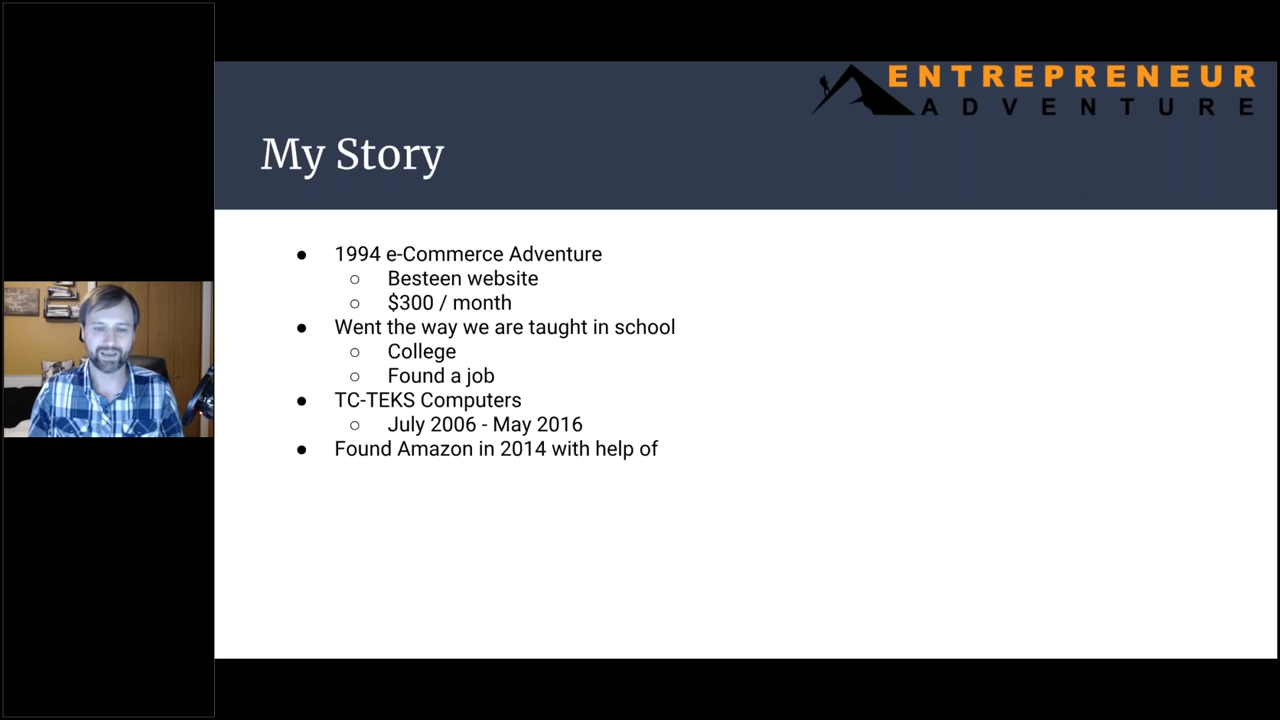 ENTREPRENEUR
ADVENTURE
My Story
● 1994 e-Commerce Adventure
○ Besteen website
○ $300 / month
● Went the way we are taught in school
○ College
○ Found a job
● TC-TEKS Computers
○ July 2006 - May 2016
● Found Amazon in 2014 with help of